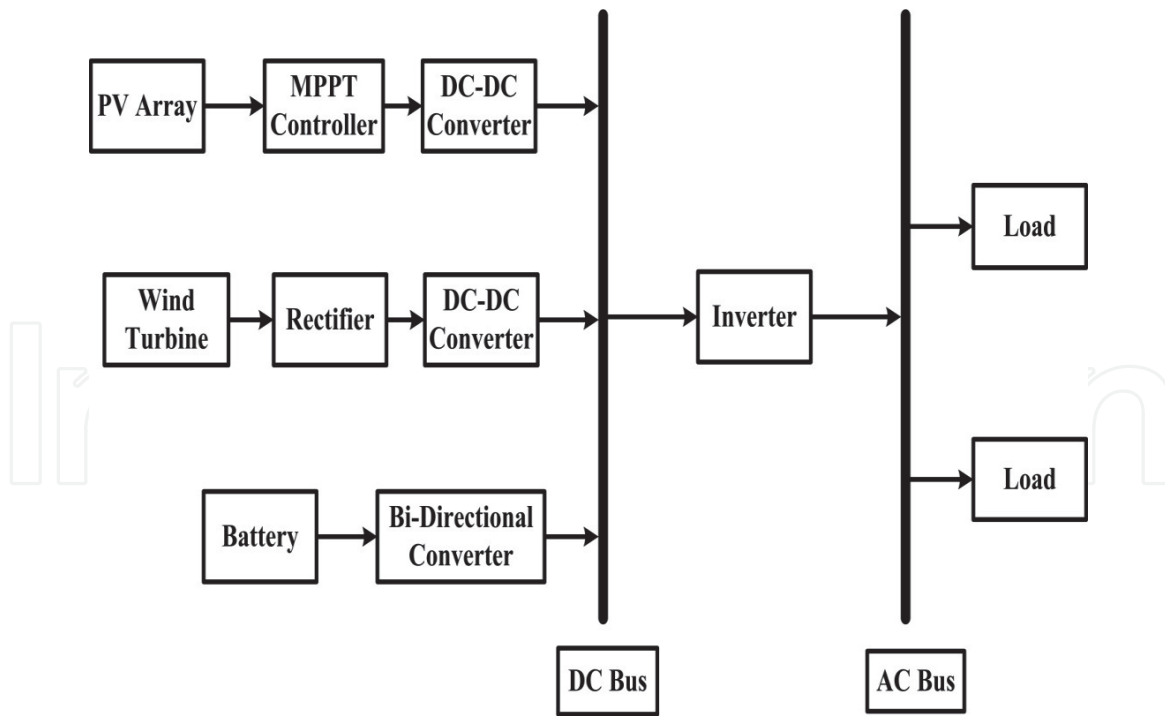 PV Array
MPPT
Controller
DC-DC
Converter
Load
Wind
Turbine
Rectifier
DC-DC
Converter
Inverter
Load
Battery
Bi-Directional
Converter
DC Bus
AC Bus